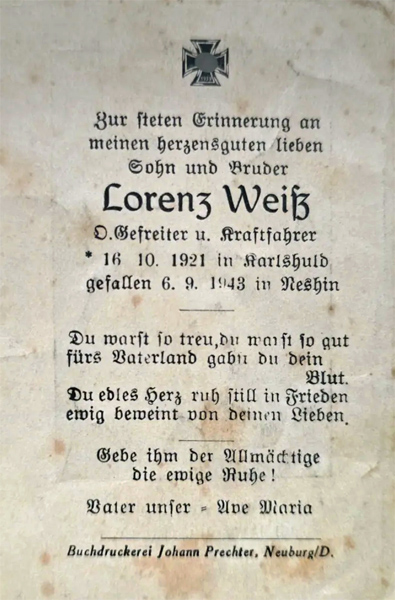 Zur steten Erinnerung an
meinen herzensguten lieben
Sohn und Bruder
Lorenz Weiß
O.Gefreiter u. Kraftfahrer
* 16 10. 1921 in Karlshuld
gefallen 6. 9. 1943 in Neshin
Du warst so treu,du warst so gut
fürs Vaterland gabst du dein
Blut.
Du edles Herz ruh still in Frieden
ewig beweint von deinen Lieben.
Gebe ihm der Allmächtige
die ewige Ruhe!
Vater unser - Ave Maria
Buchdruckerei Johann Prechter, Neuburg/D.